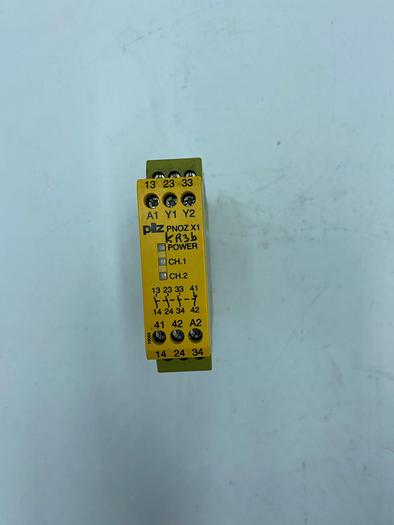 13 23 33
A1 Y1 Y2
pilz PNOZ X1
KR3b
POWER
CH.1
CH.2
13 23 33 41
14 24 34 42
41 42 A2
14 24 34